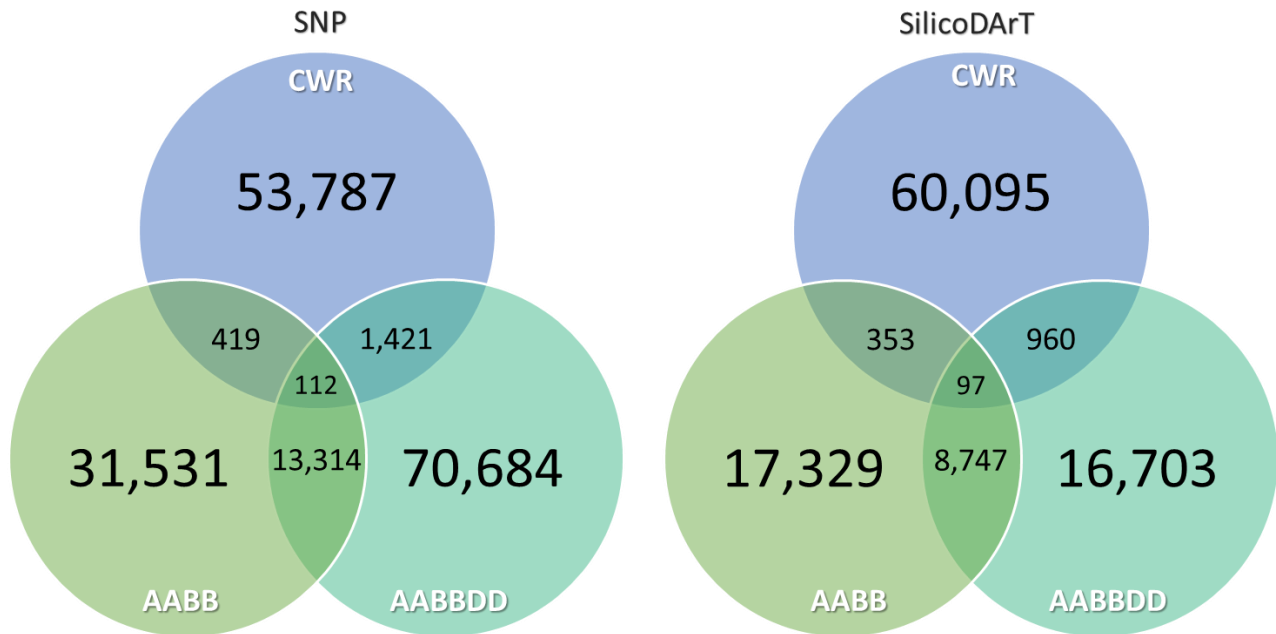 SNP
CWR
53,787
419
1,421
112
31,531
13,314
70,684
AABB
AABBDD
SilicoDArT
CWR
60,095
353
960
97
17,329
8,747
16,703
AABB
AABBDD